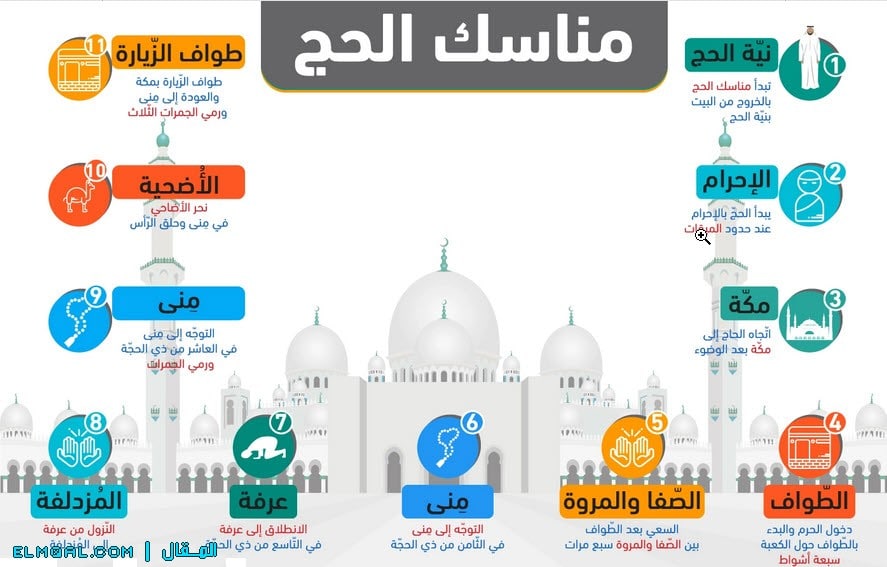 مناسك الحج
1
نيّة الحج
تبدأ مناسك الحج
بالخروج من البيت
بنيّة الحج
2
الإحرام
يبدأ الحجّ بالإحرام
عند حدود الميقات
3
مكّة
اتّجاه الحاج إلى
مكّة بعد الوضوء
4
الطّواف
دخول الحرم والبدء
بالطّواف حول الكعبة
سبعة أشواط
5
الصّفا والمروة
السعي بعد الطّواف
بين الصّفا والمروة سبع مرات
6
مِنى
التوجّه إلى مِنى
في الثّامن من ذي الحجّة
7
عرفة
الانطلاق إلى عرفة
في التّاسع من ذي الحجّة
8
المُزدلفة
النّزول من عرفة
إلى المُزدلفة
9
مِنى
التوجّه إلى مِنى
في العاشر من ذي الحجّة
ورمي الجمرات
10
الأُضحية
نحر الأضاحي
في مِنى وحلق الرّأس
11
طواف الزّيارة
طواف الزّيارة بمكة
والعودة إلى مِنى
ورمي الجمرات الثّلاث
ELMQAL.COM | المقال